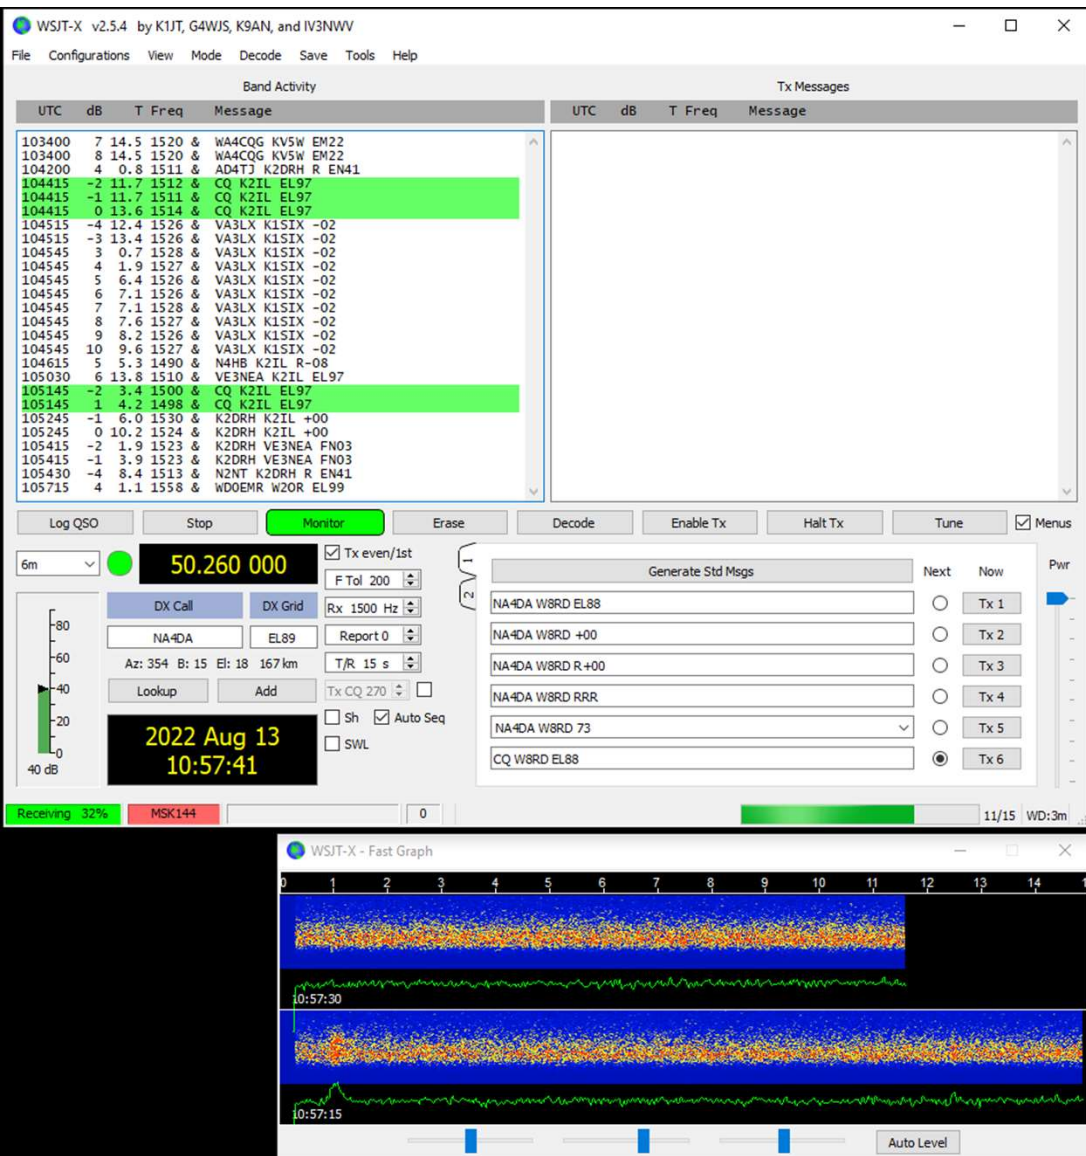 WSJT-X v2.5.4 by K1JT, G4WJS, K9AN, and IV3NWV
File Configurations View Mode Decode Save Tools Help
Band Activity
UTC dB T Freq Message
103400 7 14.5 1520 & WA4CQG KV5W EM22
103400 8 14.5 1520 & WA4CQG KV5W EM22
104200 4 0.8 1511 & AD4TJ K2DRH R EN41
104415 -2 11.7 1512 & CQ K2IL EL97
104415 -1 11.7 1511 & CQ K2IL EL97
104415 0 13.6 1514 & CQ K2IL EL97
104515 -4 12.4 1526 & VA3LX K1SIX -02
104515 -3 13.4 1526 & VA3LX K1SIX -02
104545 3 0.7 1528 & VA3LX K1SIX -02
104545 4 1.9 1527 & VA3LX K1SIX -02
104545 5 6.4 1526 & VA3LX K1SIX -02
104545 6 7.1 1526 & VA3LX K1SIX -02
104545 7 7.1 1528 & VA3LX K1SIX -02
104545 8 7.6 1527 & VA3LX K1SIX -02
104545 9 8.2 1526 & VA3LX K1SIX -02
104545 10 9.6 1527 & VA3LX K1SIX -02
104615 5 5.3 1490 & N4HB K2IL R-08
105030 6 13.8 1510 & VE3NEA K2IL EL97
105145 -2 3.4 1500 & CQ K2IL EL97
105145 1 4.2 1498 & CQ K2IL EL97
105245 -1 6.0 1530 & K2DRH K2IL +00
105245 0 10.2 1524 & K2DRH K2IL +00
105415 -2 1.9 1523 & K2DRH VE3NEA FN03
105415 -1 3.9 1523 & K2DRH VE3NEA FN03
105430 -4 8.4 1513 & N2NT K2DRH R EN41
105715 4 1.1 1558 & WD0EMR W2OR EL99
Tx Messages
UTC dB T Freq Message
Log QSO Stop Monitor Erase Decode Enable Tx Halt Tx Tune Menus
6m
50.260 000
DX Call DX Grid
NA4DA EL89
Az: 354 B: 15 El: 18 167 km
Lookup Add
2022 Aug 13
10:57:41
-80
-60
-40
-20
-0
40 dB
Tx even/1st
F Tol 200
Rx 1500 Hz
Report 0
T/R 15 s
Tx CQ 270
Sh Auto Seq
SWL
1
2
Generate Std Msgs Next Now
NA4DA W8RD EL88 Tx 1
NA4DA W8RD +00 Tx 2
NA4DA W8RD R+00 Tx 3
NA4DA W8RD RRR Tx 4
NA4DA W8RD 73 Tx 5
CQ W8RD EL88 Tx 6
Pwr
Receiving 32% MSK144 0 11/15 WD:3m
WSJT-X - Fast Graph
0 1 2 3 4 5 6 7 8 9 10 11 12 13 14
10:57:30
10:57:15
Auto Level